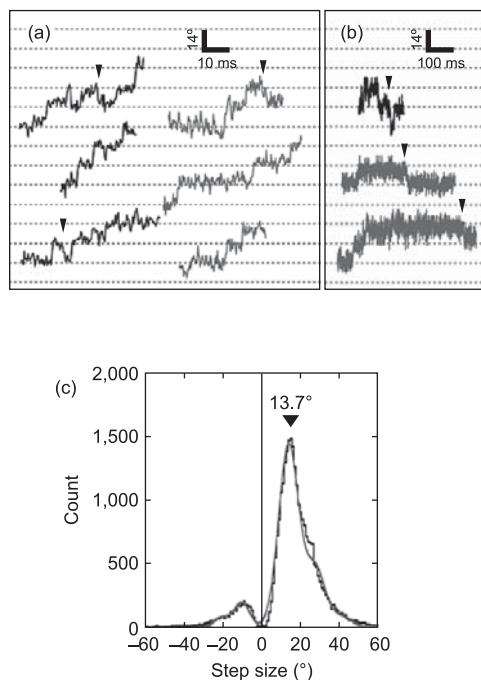 (a)
14°
10 ms
(b)
14°
100 ms
(c)
2,000
1,500
1,000
500
0
Count
13.7°
–60 –40 –20 0 20 40 60
Step size (°)